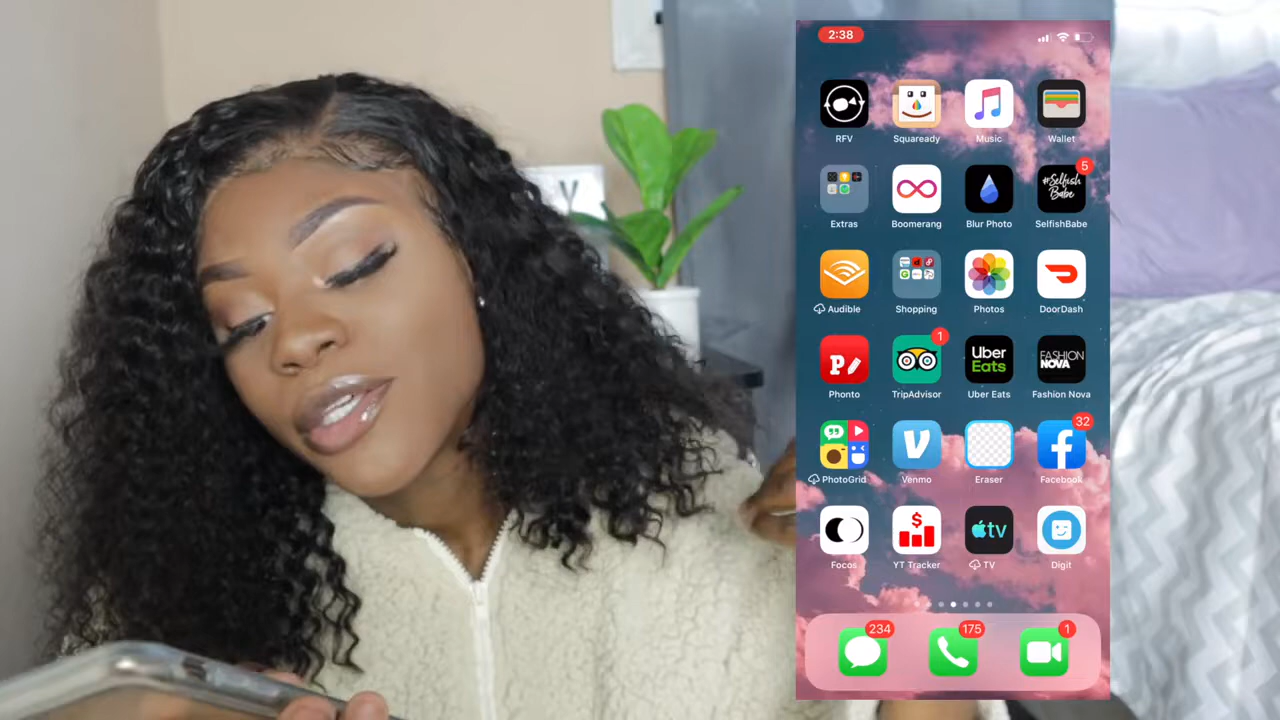 2:38
RFV
Squaready
Music
Wallet
Extras
Boomerang
Blur Photo
5
#Selfish
Babe
SelfishBabe
Audible
Shopping
Photos
DoorDash
Phonto
1
TripAdvisor
Uber
Eats
Uber Eats
FASHION
NOVA
Fashion Nova
PhotoGrid
Venmo
Eraser
32
Facebook
Focos
$
YT Tracker
tv
TV
Digit
234
175
1
Y